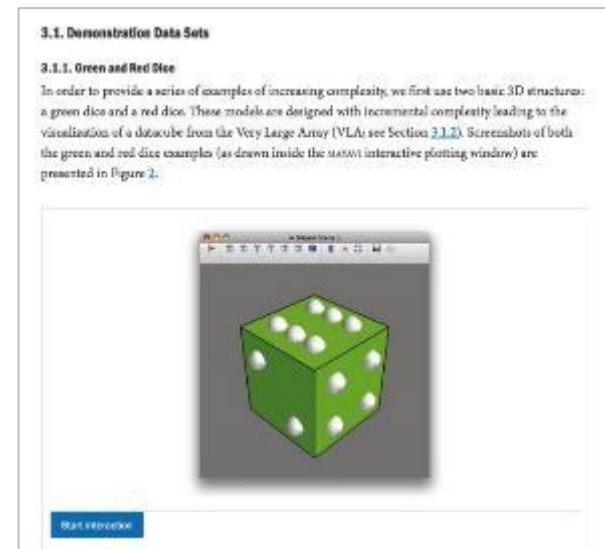 3.1. Demonstration Data Sets
3.1.1. Green and Red Dice
In order to provide a series of examples of increasing complexity, we first use two basic 3D structures:
a green dice and a red dice. These models are designed with incremental complexity leading to the
visualization of a datacube from the Very Large Array (VLA; see Section 3.1.2). Screenshots of both
the green and red dice examples (as drawn inside the MAYAVI interactive plotting window) are
presented in Figure 2.
Start interaction